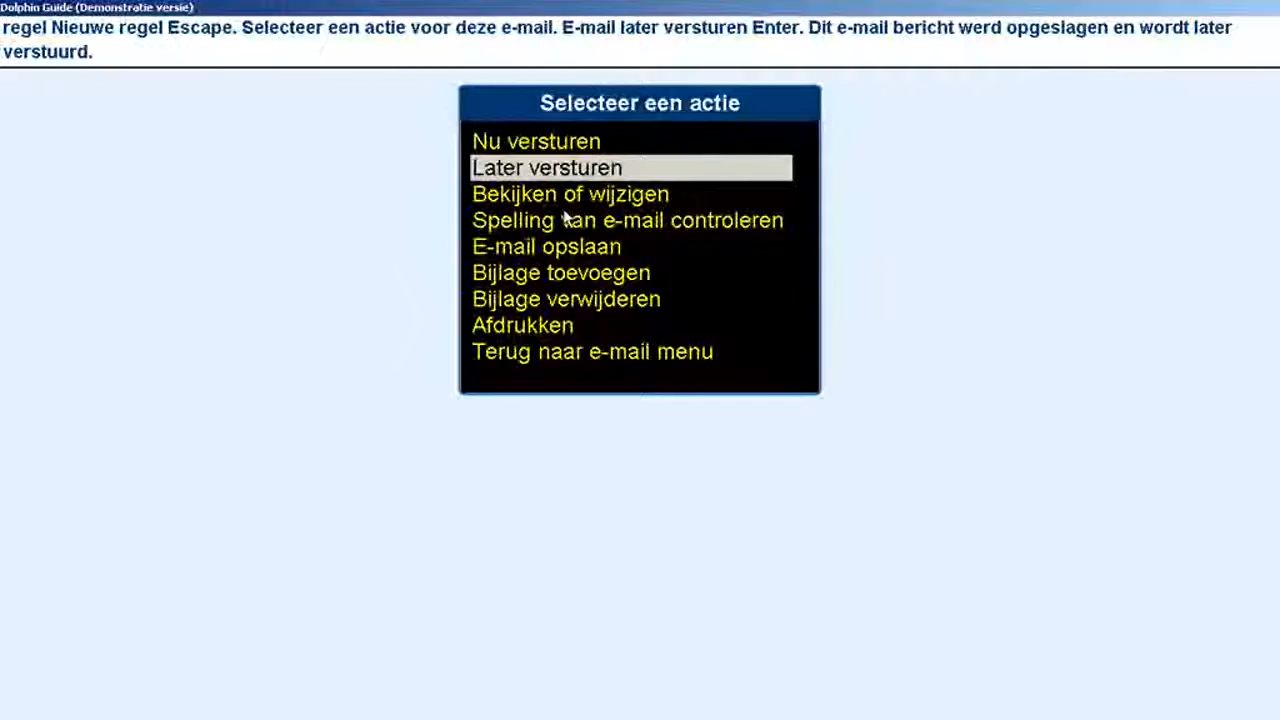 Dolphin Guide (Demonstratie versie)
regel Nieuwe regel Escape. Selecteer een actie voor deze e-mail. E-mail later versturen Enter. Dit e-mail bericht werd opgeslagen en wordt later
verstuurd.
Selecteer een actie
Nu versturen
Later versturen
Bekijken of wijzigen
Spelling van e-mail controleren
E-mail opslaan
Bijlage toevoegen
Bijlage verwijderen
Afdrukken
Terug naar e-mail menu